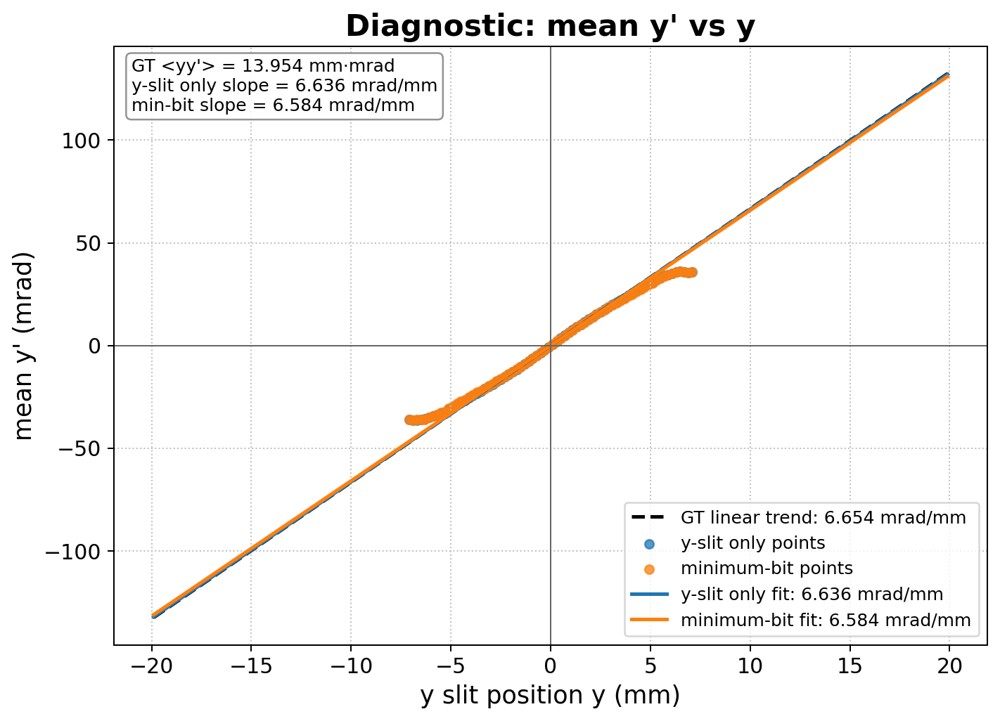 Diagnostic: mean y' vs y
GT <yy'> = 13.954 mm·mrad
y-slit only slope = 6.636 mrad/mm
min-bit slope = 6.584 mrad/mm
mean y' (mrad)
100
50
0
−50
−100
GT linear trend: 6.654 mrad/mm
y-slit only points
minimum-bit points
y-slit only fit: 6.636 mrad/mm
minimum-bit fit: 6.584 mrad/mm
−20 −15 −10 −5 0 5 10 15 20
y slit position y (mm)